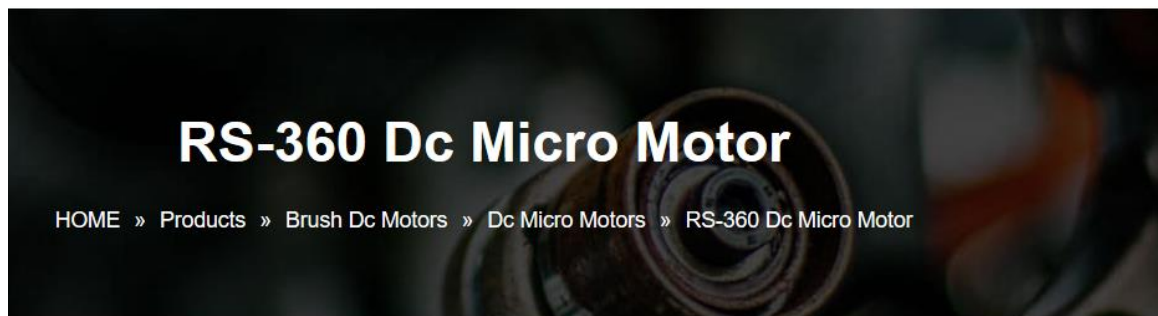 RS-360 Dc Micro Motor
HOME » Products » Brush Dc Motors » Dc Micro Motors » RS-360 Dc Micro Motor